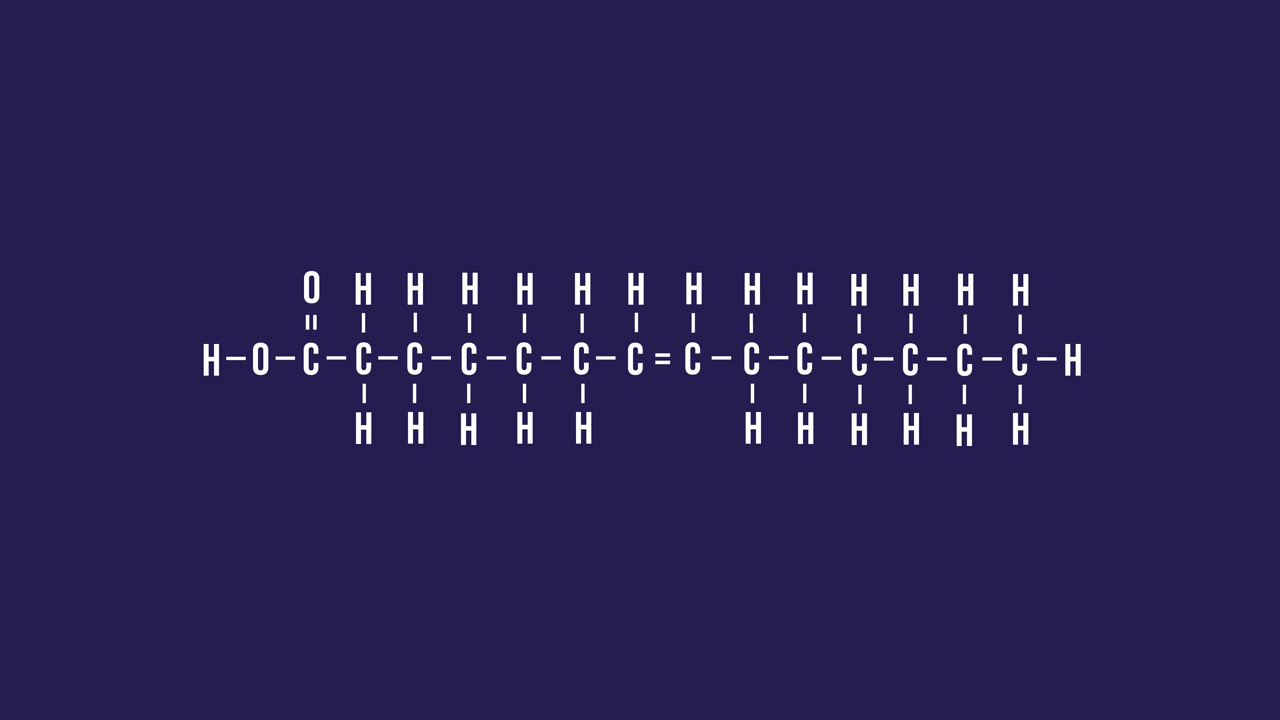 O H H H H H H H H H H H H H
H–O–C–C–C–C–C–C–C=C–C–C–C–C–C–C–H
H H H H H H H H H H H